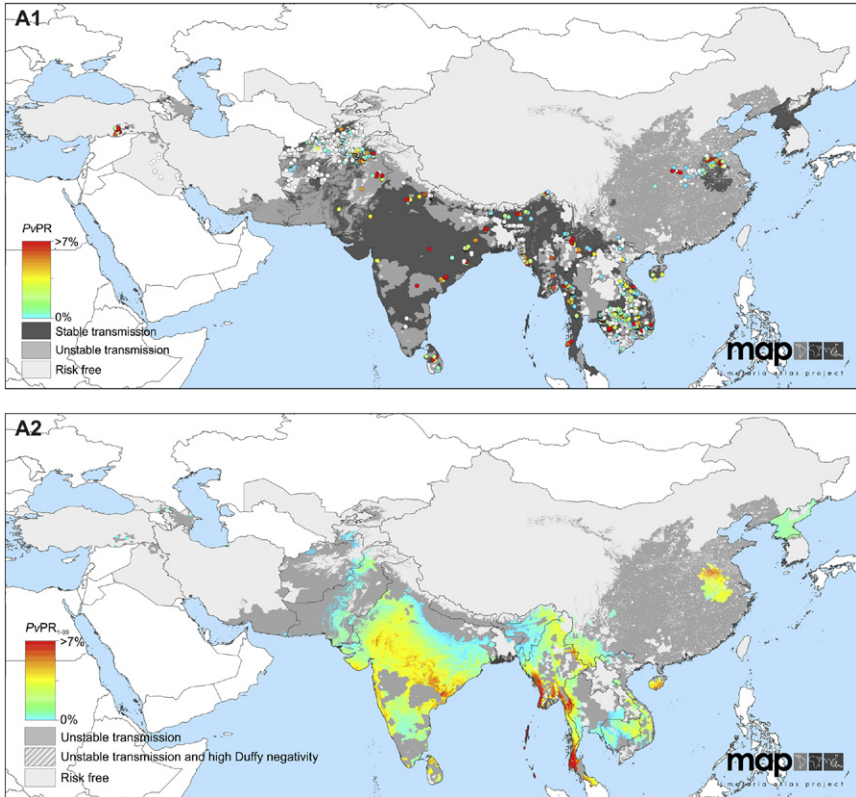 A1
PvPR
>7%
0%
Stable transmission
Unstable transmission
Risk free
map
malaria atlas project
A2
PvPR1-99
>7%
0%
Unstable transmission
Unstable transmission and high Duffy negativity
Risk free
map
malaria atlas project